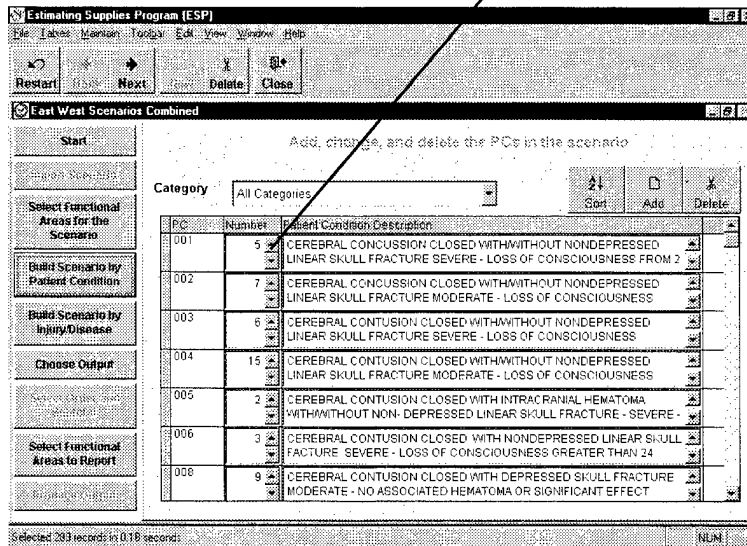 Estimating Supplies Program (ESP)
File Tables Maintain Toolbar Edit View Window Help
Restart Back Next Delete Close
East West Scenarios Combined
Start
Add, change, and delete the PCs in the scenario
Category All Categories Sort Add Delete
Select Functional
Areas for the
Scenario
Build Scenario by
Patient Condition
Build Scenario by
Injury/Disease
Choose Output
Select Functional
Areas to Report
PC Number Patient Condition Description
001 5 CEREBRAL CONCUSSION CLOSED WITH/WITHOUT NONDEPRESSED
LINEAR SKULL FRACTURE SEVERE - LOSS OF CONSCIOUSNESS FROM 2
002 7 CEREBRAL CONCUSSION CLOSED WITH/WITHOUT NONDEPRESSED
LINEAR SKULL FRACTURE MODERATE - LOSS OF CONSCIOUSNESS
003 6 CEREBRAL CONTUSION CLOSED WITH/WITHOUT NONDEPRESSED
LINEAR SKULL FRACTURE SEVERE - LOSS OF CONSCIOUSNESS
004 15 CEREBRAL CONTUSION CLOSED WITH/WITHOUT NONDEPRESSED
LINEAR SKULL FRACTURE MODERATE - LOSS OF CONSCIOUSNESS
005 2 CEREBRAL CONTUSION CLOSED WITH INTRACRANIAL HEMATOMA
WITH/WITHOUT NON- DEPRESSED LINEAR SKULL FRACTURE - SEVERE -
006 3 CEREBRAL CONTUSION CLOSED WITH NONDEPRESSED LINEAR SKULL
FACTURE SEVERE - LOSS OF CONSCIOUSNESS GREATER THAN 24
008 9 CEREBRAL CONTUSION CLOSED WITH DEPRESSED SKULL FRACTURE
MODERATE - NO ASSOCIATED HEMATOMA OR SIGNIFICANT EFFECT
Selected 293 records in 0.18 seconds NUM